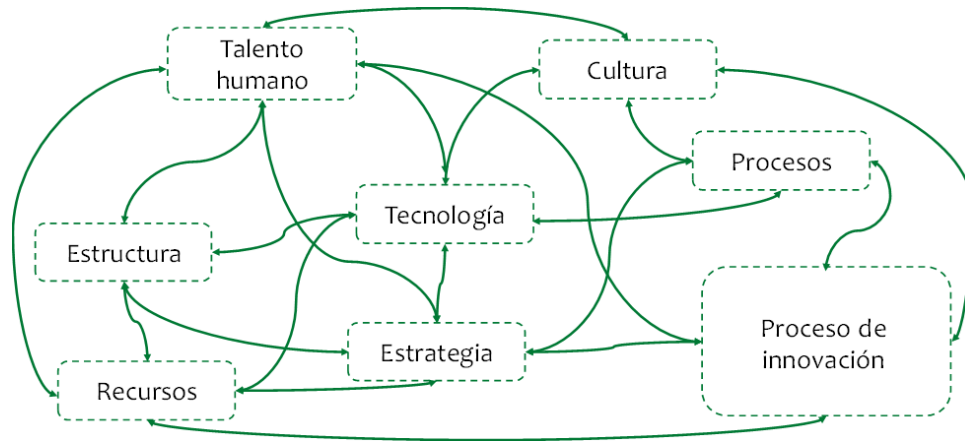 Talento
humano
Cultura
Procesos
Tecnología
Estructura
Estrategia
Proceso de
innovación
Recursos